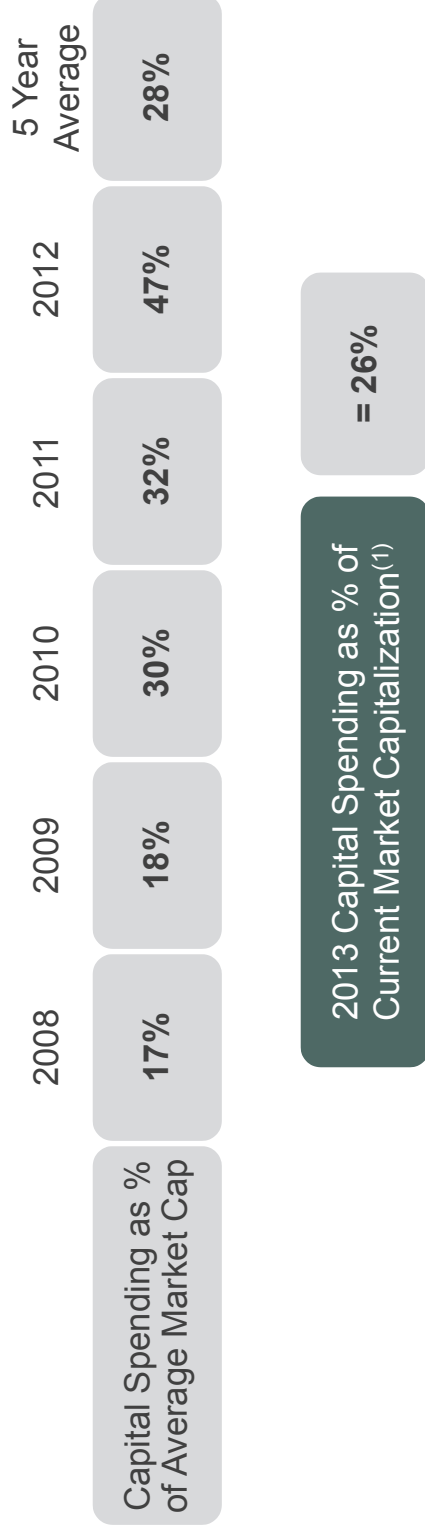 2008 2009 2010 2011 2012 5 Year
Average
Capital Spending as %
of Average Market Cap
17% 18% 30% 32% 47% 28%
2013 Capital Spending as % of
Current Market Capitalization(1)
= 26%